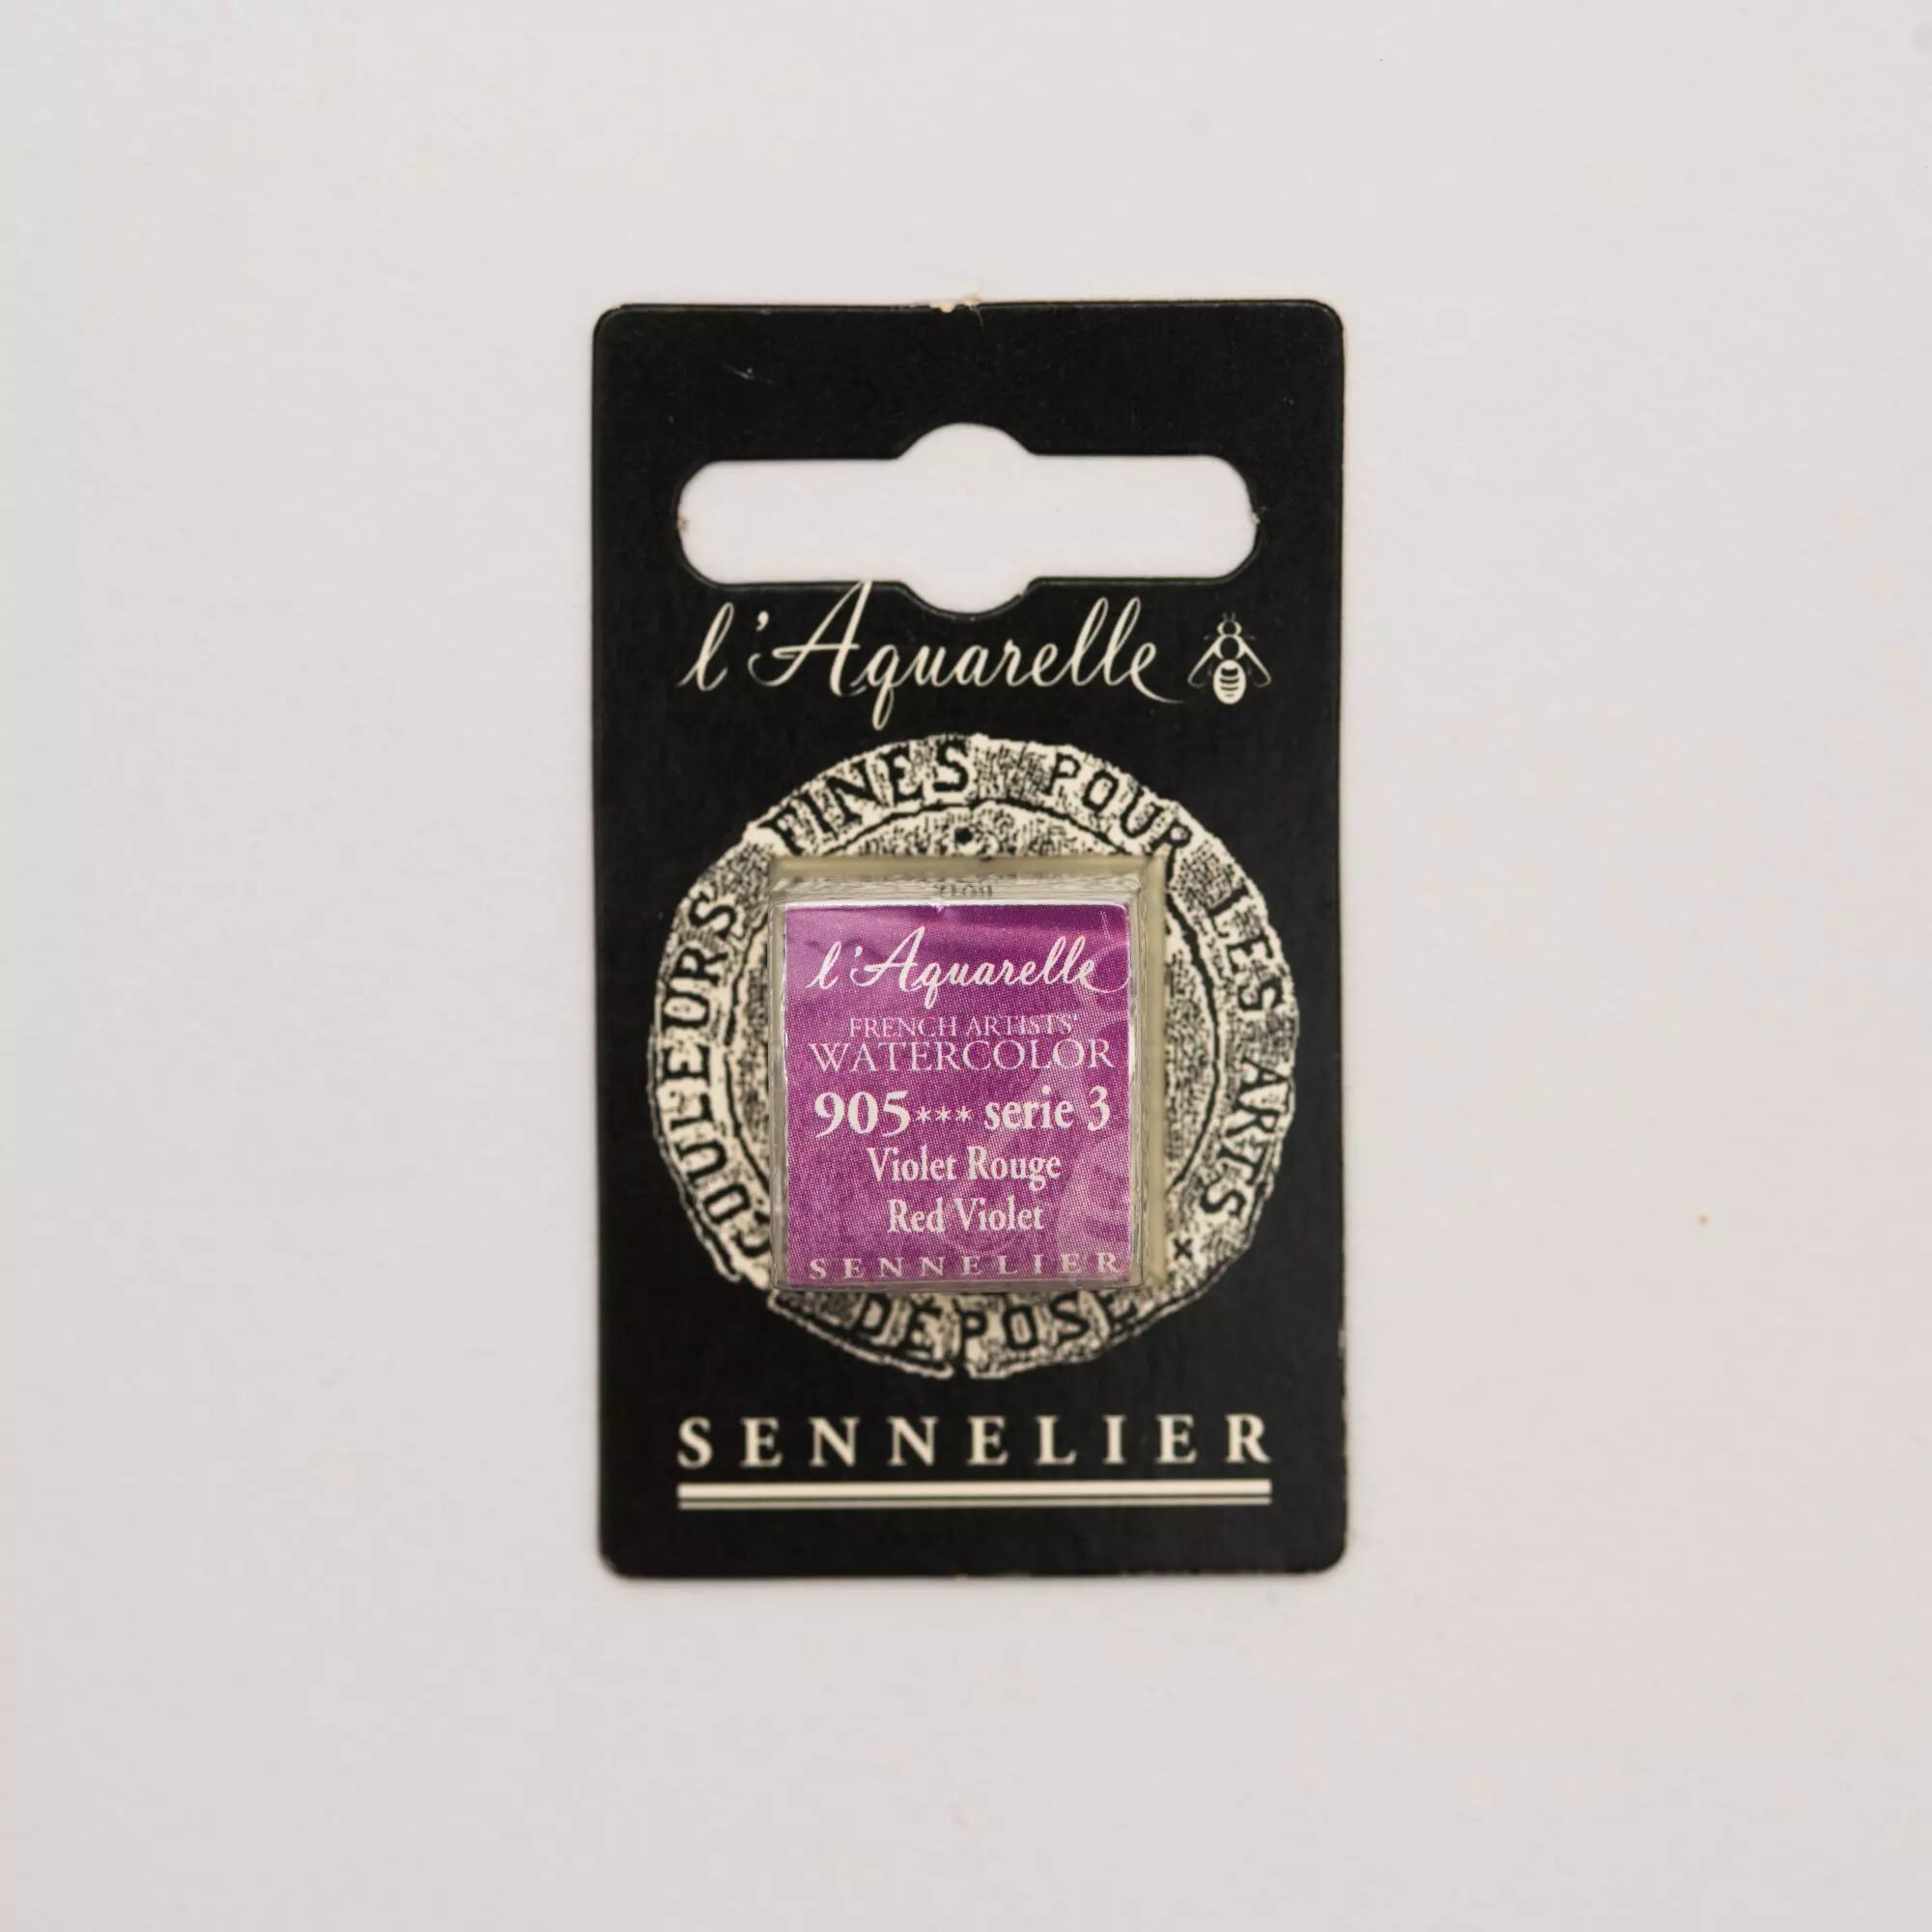 l'Aquarelle
COULEURS FINES POUR LES ARTS
DÉPOSÉ
l'Aquarelle
FRENCH ARTISTS'
WATERCOLOR
905*** serie 3
Violet Rouge
Red Violet
SENNELIER
SENNELIER